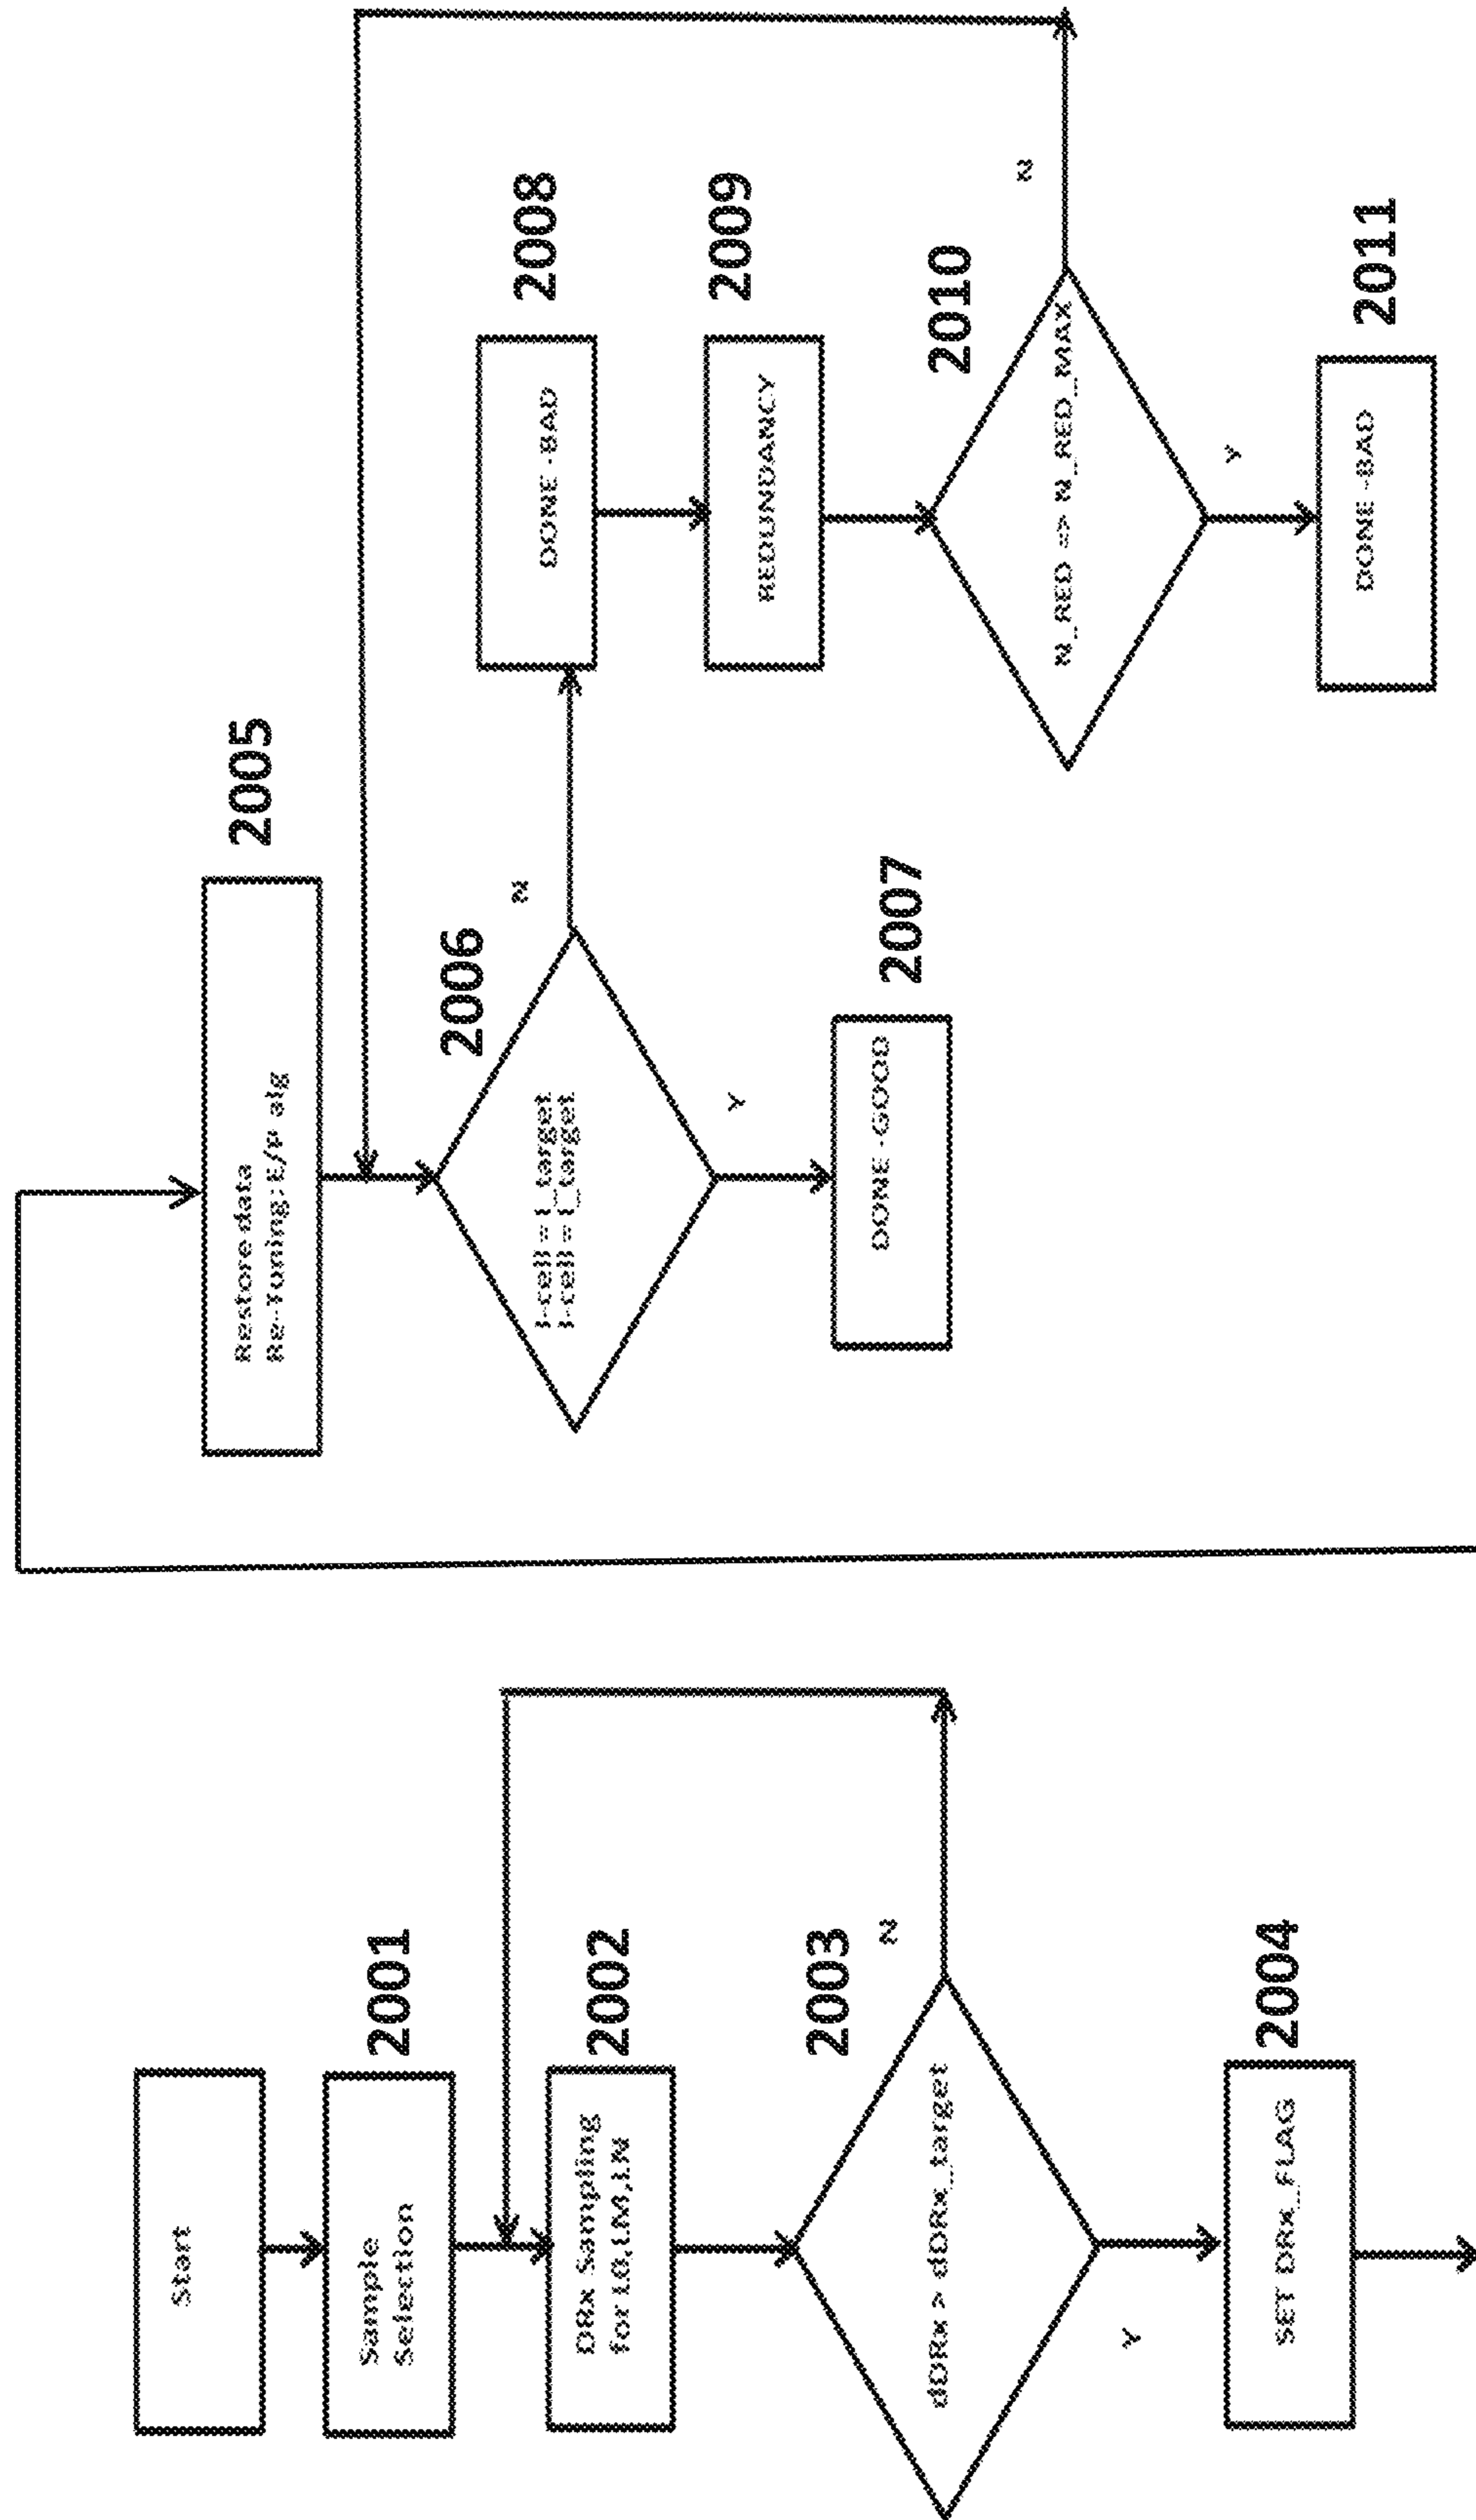 Start
Sample
Selection
2001
DRx Sampling
for L0,LM,LN
2002
dDRx > dDRx_target
2003
N
Y
SET DRx_FLAG
2004
Restore data
Re-Tuning: E/P alg
2005
I-cell = I_target
I-cell = I_target
2006
N
Y
DONE -GOOD
2007
DONE -BAD
2008
REDUNDANCY
2009
N_RED => N_RED_MAX
2010
N
Y
DONE -BAD
2011